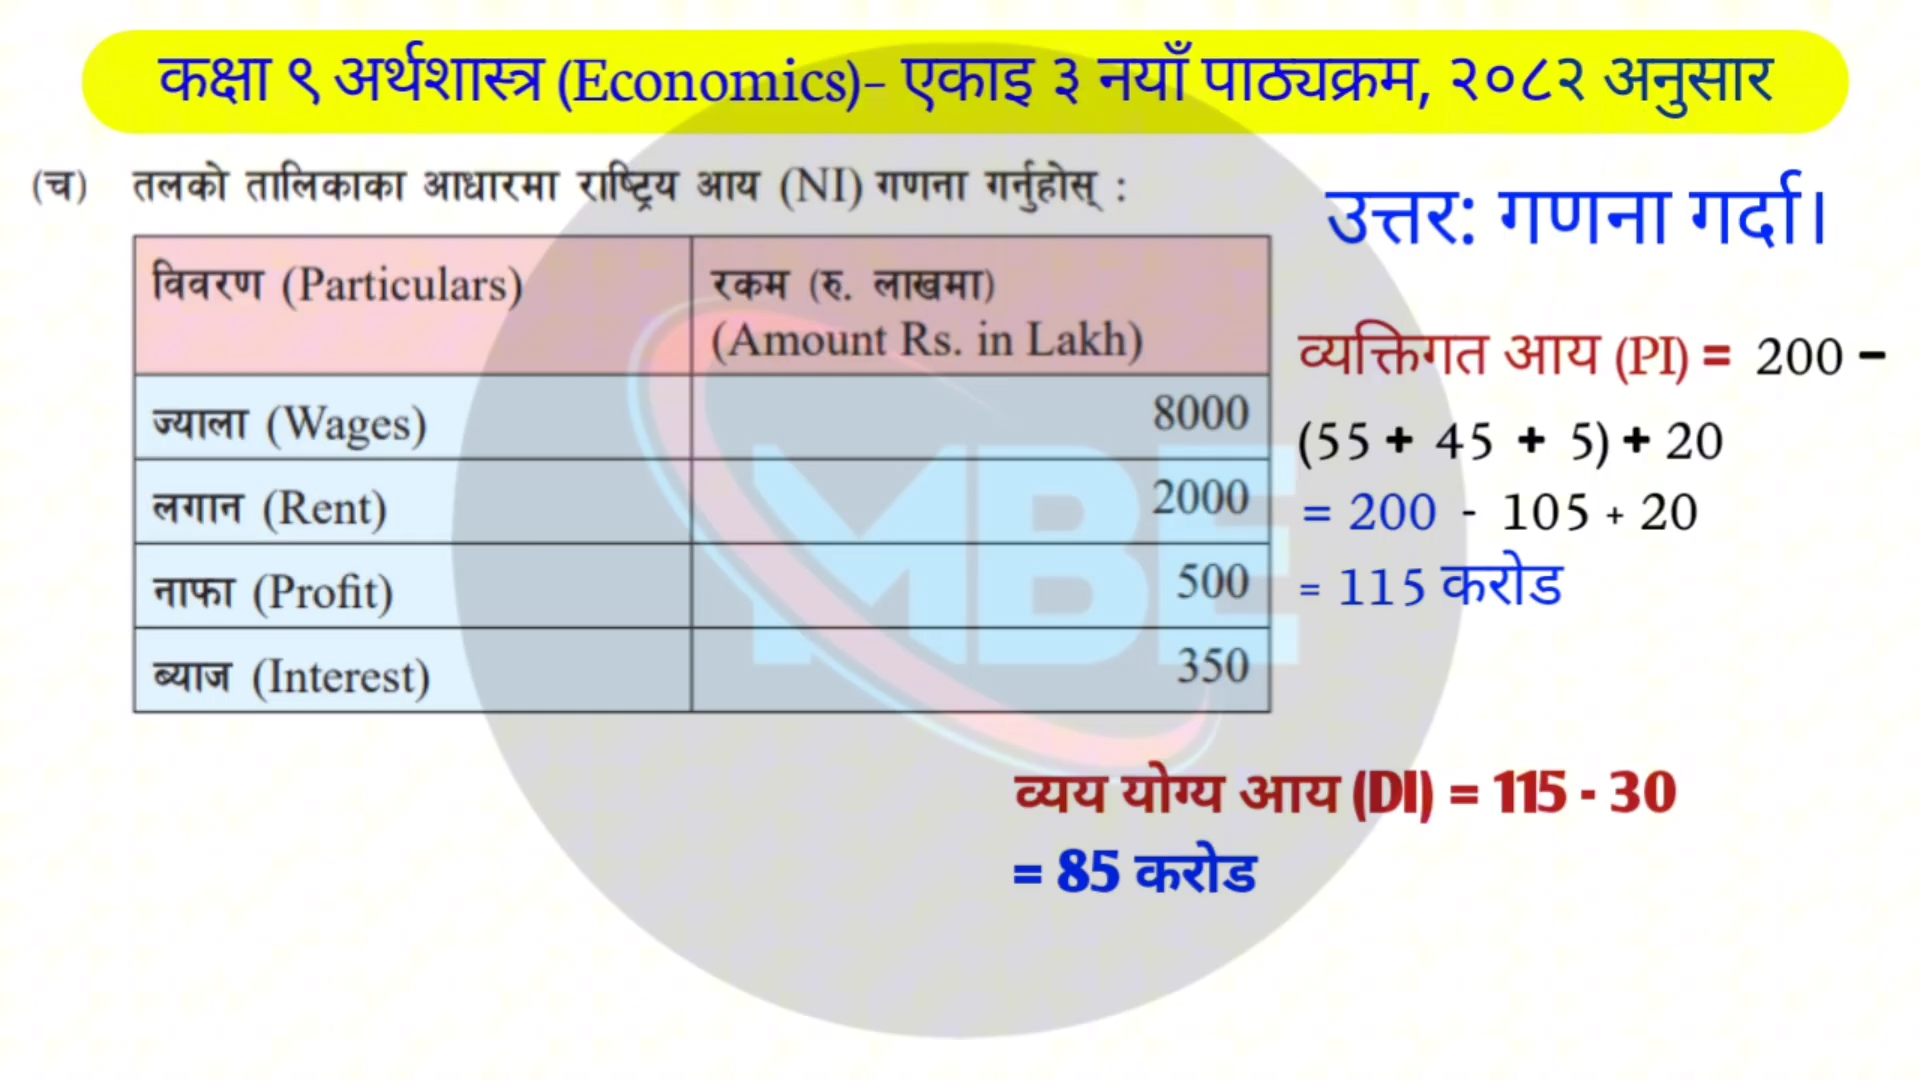 कक्षा ९ अर्थशास्त्र (Economics)– एकाइ ३ नयाँ पाठ्यक्रम, २०८२ अनुसार
(च) तलको तालिकाका आधारमा राष्ट्रिय आय (NI) गणना गर्नुहोस् :
विवरण (Particulars) रकम (रु. लाखमा)
(Amount Rs. in Lakh)
ज्याला (Wages) 8000
लगान (Rent) 2000
नाफा (Profit) 500
ब्याज (Interest) 350
MBE
उत्तर: गणना गर्दा।
व्यक्तिगत आय (PI) = 200 –
(55 + 45 + 5) + 20
= 200 - 105 + 20
= 115 करोड
व्यय योग्य आय (DI) = 115 - 30
= 85 करोड